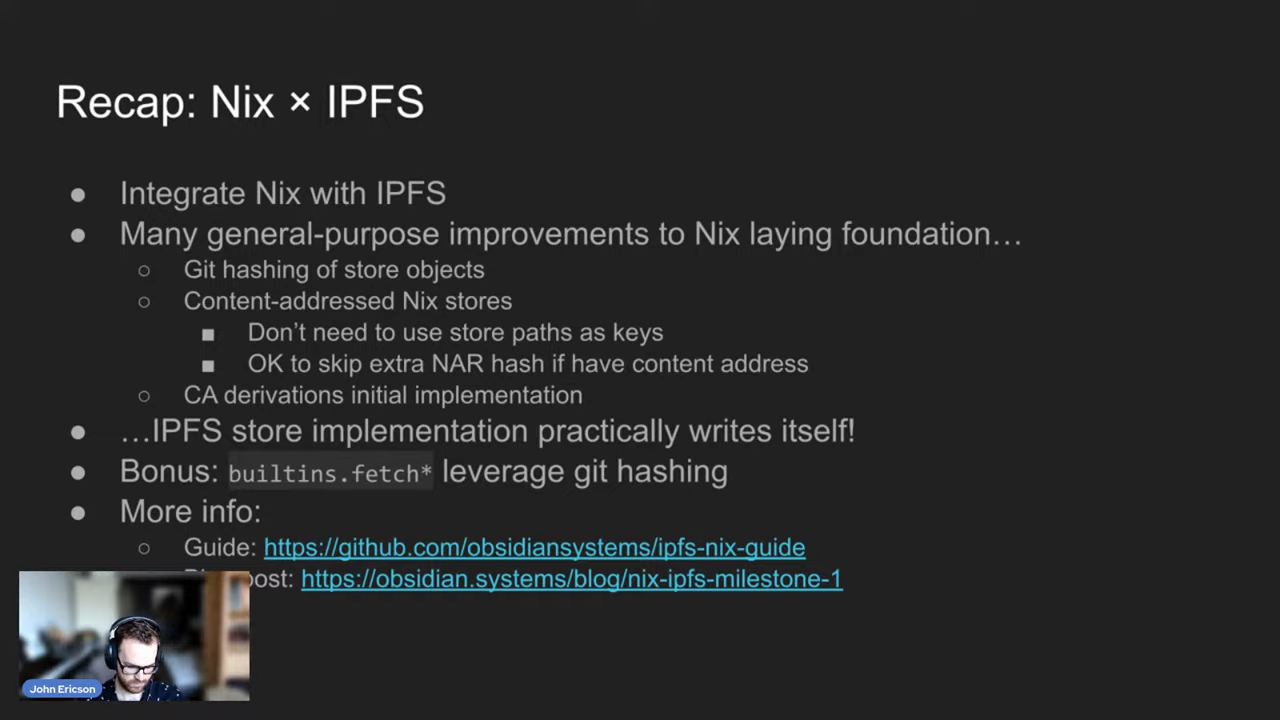 Recap: Nix × IPFS
● Integrate Nix with IPFS
● Many general-purpose improvements to Nix laying foundation…
○ Git hashing of store objects
○ Content-addressed Nix stores
■ Don’t need to use store paths as keys
■ OK to skip extra NAR hash if have content address
○ CA derivations initial implementation
● …IPFS store implementation practically writes itself!
● Bonus: builtins.fetch* leverage git hashing
● More info:
○ Guide: https://github.com/obsidiansystems/ipfs-nix-guide
post: https://obsidian.systems/blog/nix-ipfs-milestone-1
John Ericson